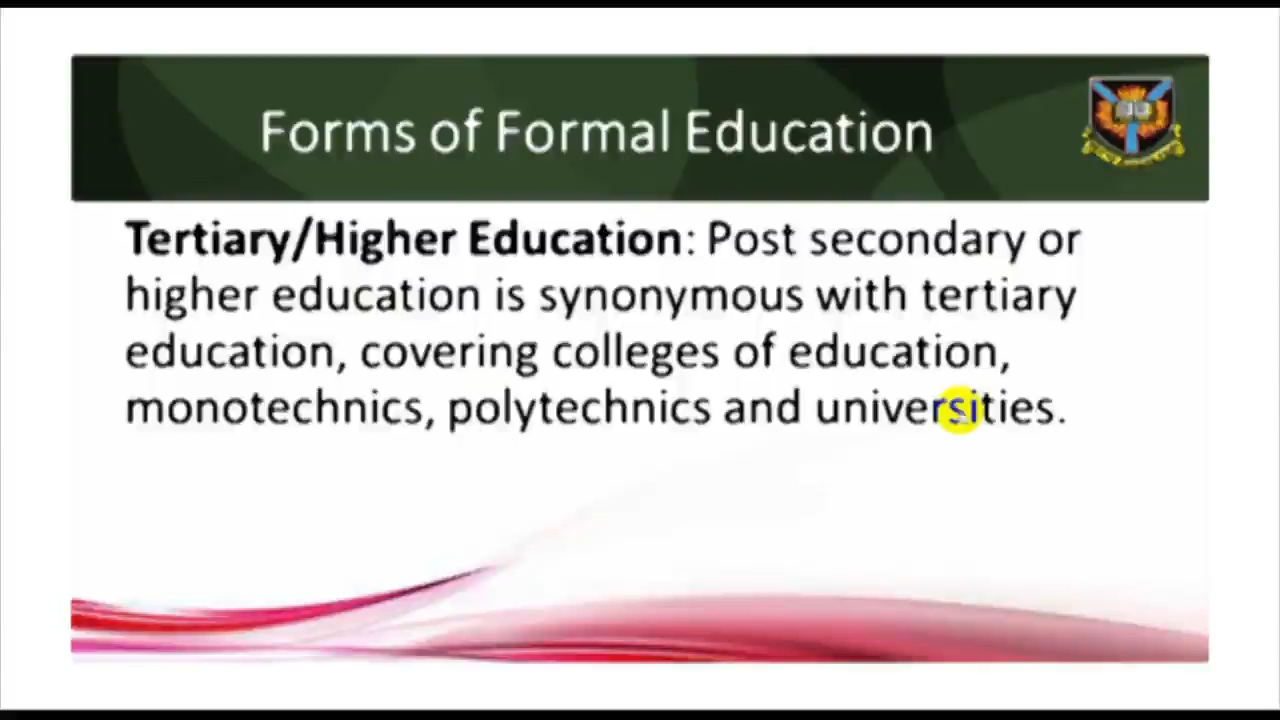 Forms of Formal Education
Tertiary/Higher Education: Post secondary or
higher education is synonymous with tertiary
education, covering colleges of education,
monotechnics, polytechnics and universities.